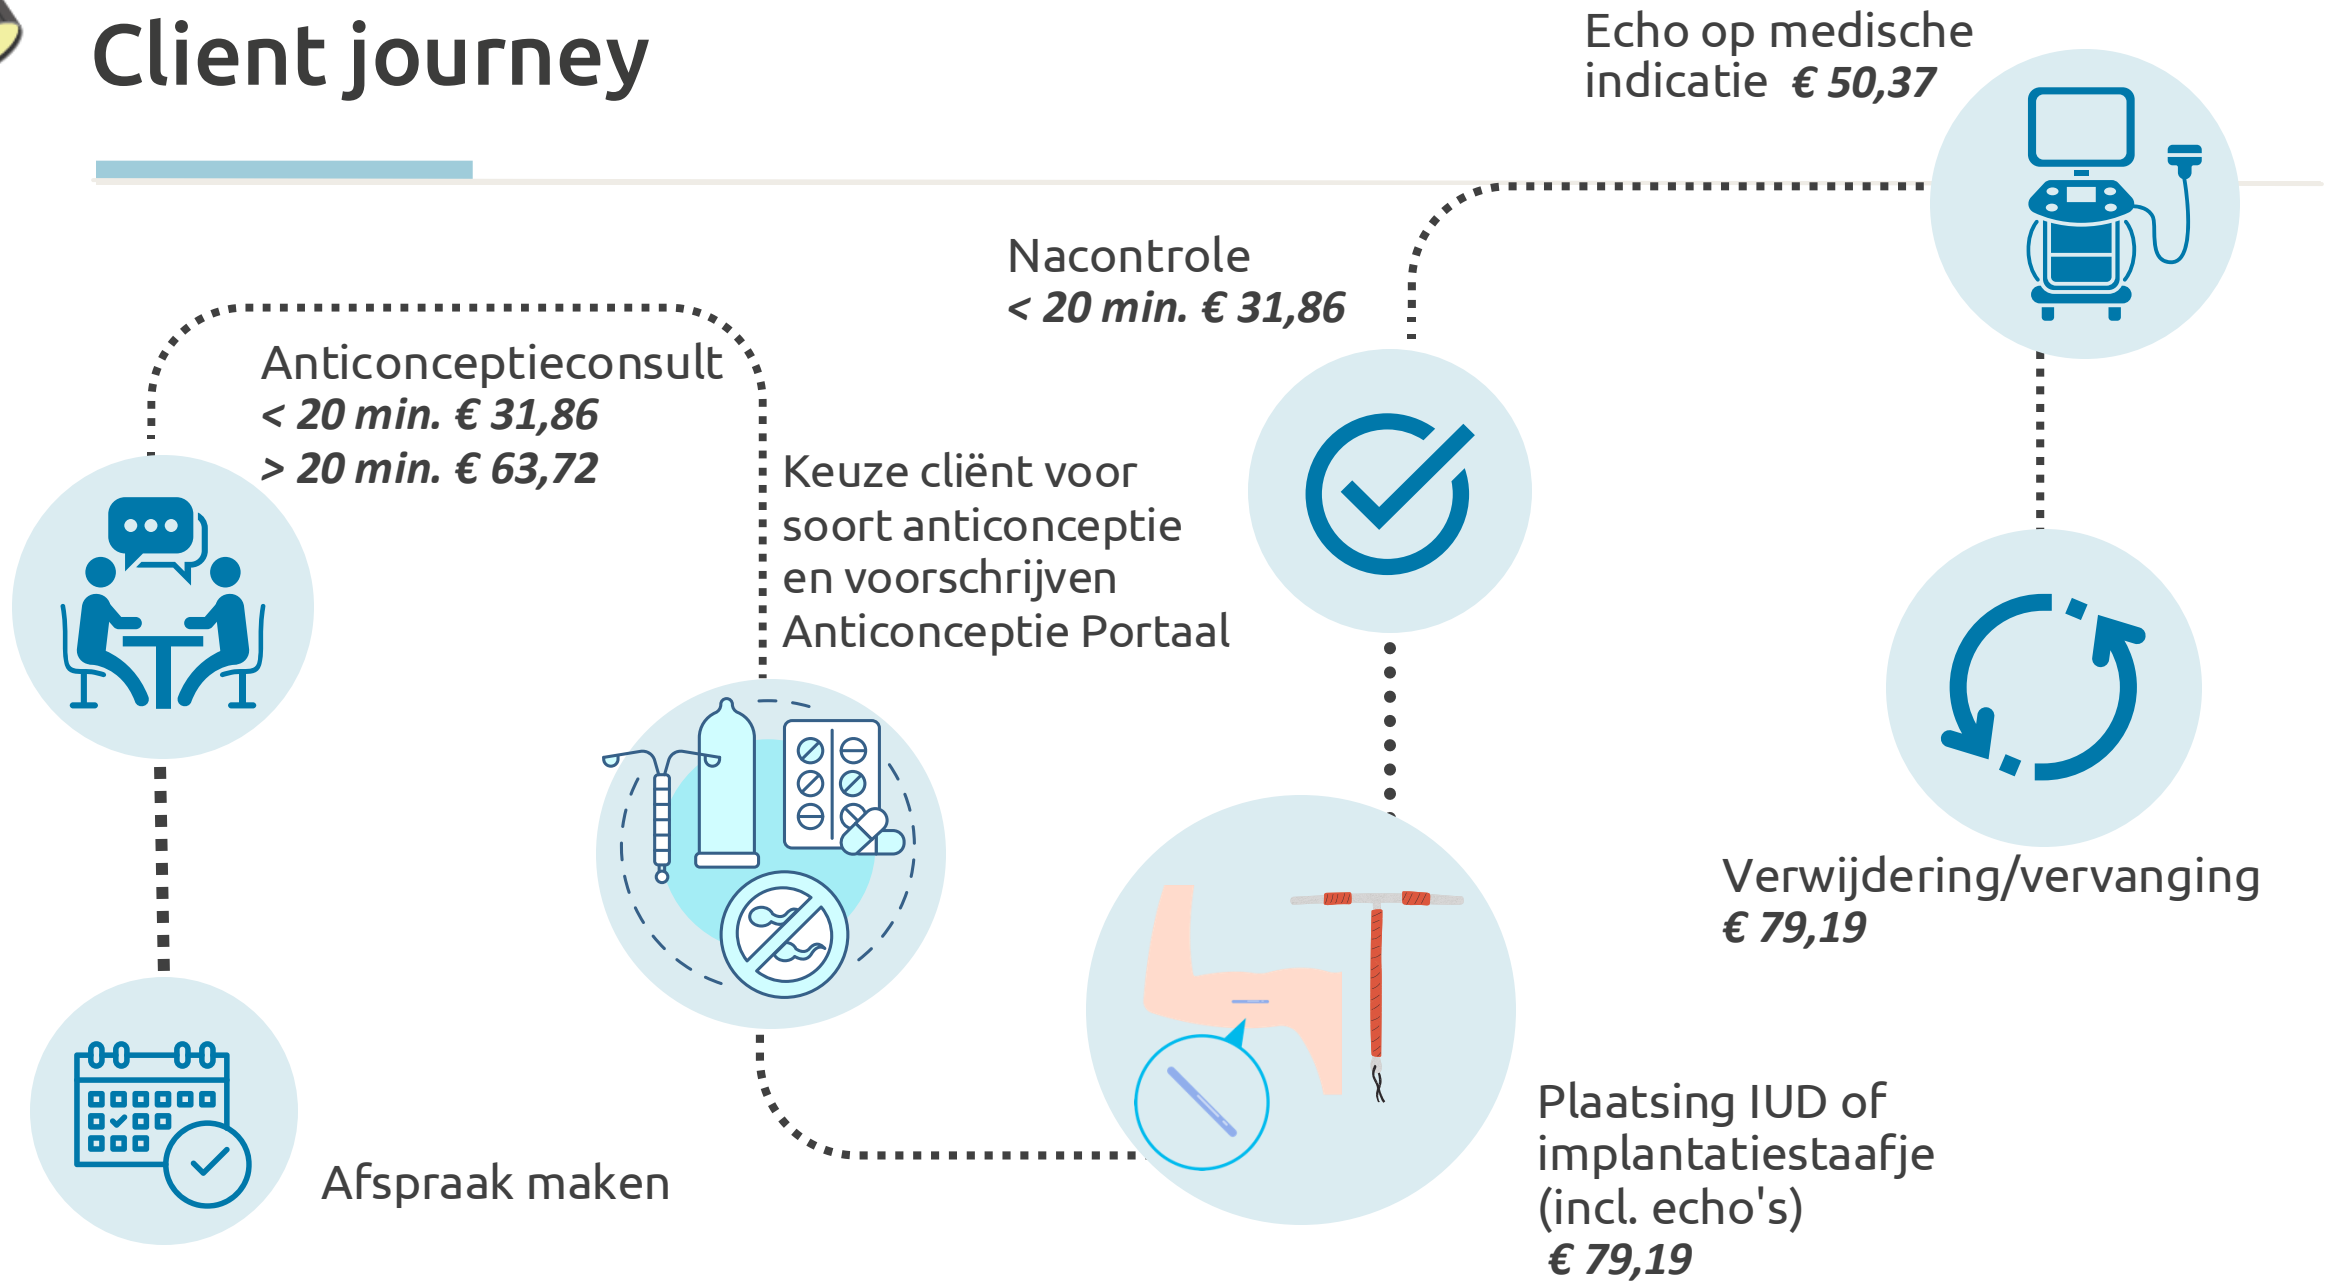 Client journey
Echo op medische
indicatie € 50,37
Nacontrole
< 20 min. € 31,86
Anticonceptieconsult
< 20 min. € 31,86
> 20 min. € 63,72
Keuze cliënt voor
soort anticonceptie
en voorschrijven
Anticonceptie Portaal
Verwijdering/vervanging
€ 79,19
Plaatsing IUD of
implantatiestaafje
(incl. echo's)
€ 79,19
Afspraak maken